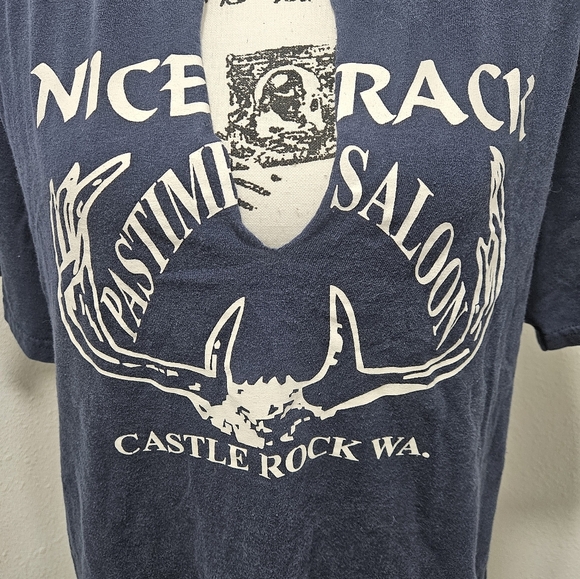 NICE RACK
PASTIME SALOON
CASTLE ROCK WA.